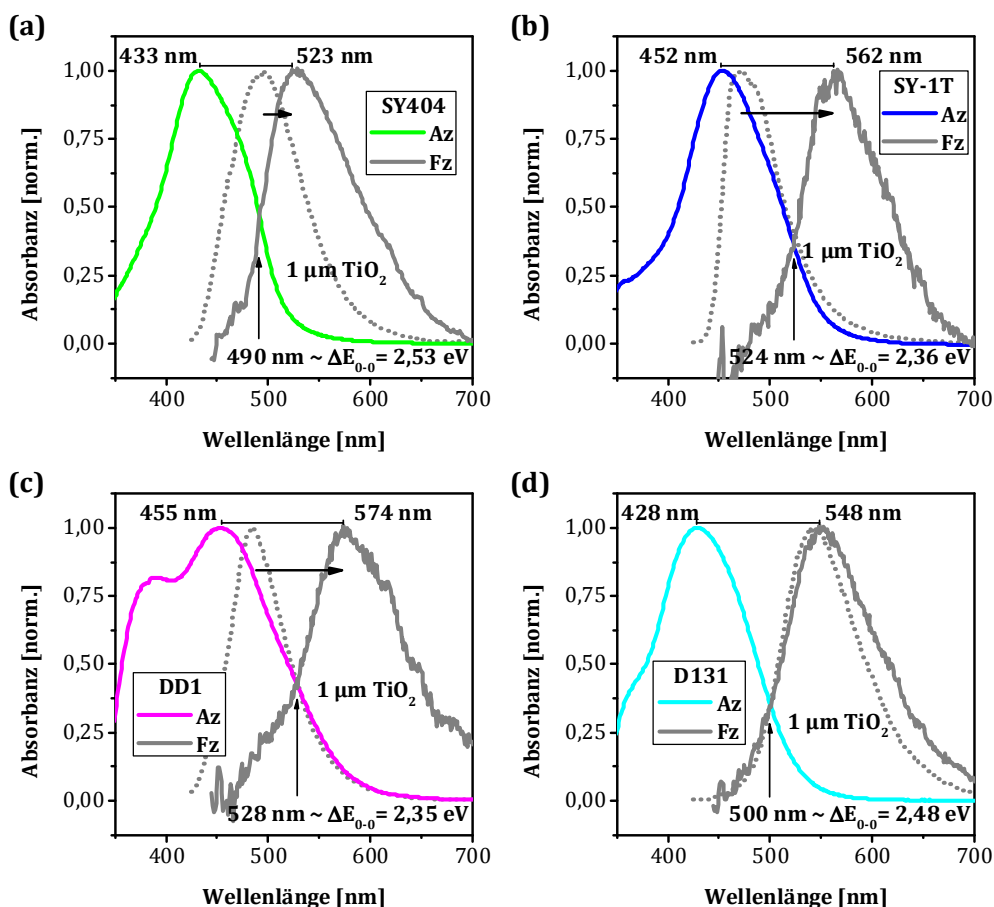 (a)
433 nm 523 nm
1,00
0,75
0,50
0,25
0,00
Absorbanz [norm.]
SY404
Az
Fz
1 µm TiO₂
490 nm ~ ΔE₀₋₀ = 2,53 eV
400 500 600 700
Wellenlänge [nm]
(b)
452 nm 562 nm
1,00
0,75
0,50
0,25
0,00
Absorbanz [norm.]
SY-1T
Az
Fz
1 µm TiO₂
524 nm ~ ΔE₀₋₀ = 2,36 eV
400 500 600 700
Wellenlänge [nm]
(c)
455 nm 574 nm
1,00
0,75
0,50
0,25
0,00
Absorbanz [norm.]
DD1
Az
Fz
1 µm TiO₂
528 nm ~ ΔE₀₋₀ = 2,35 eV
400 500 600 700
Wellenlänge [nm]
(d)
428 nm 548 nm
1,00
0,75
0,50
0,25
0,00
Absorbanz [norm.]
D131
Az
Fz
1 µm TiO₂
500 nm ~ ΔE₀₋₀ = 2,48 eV
400 500 600 700
Wellenlänge [nm]